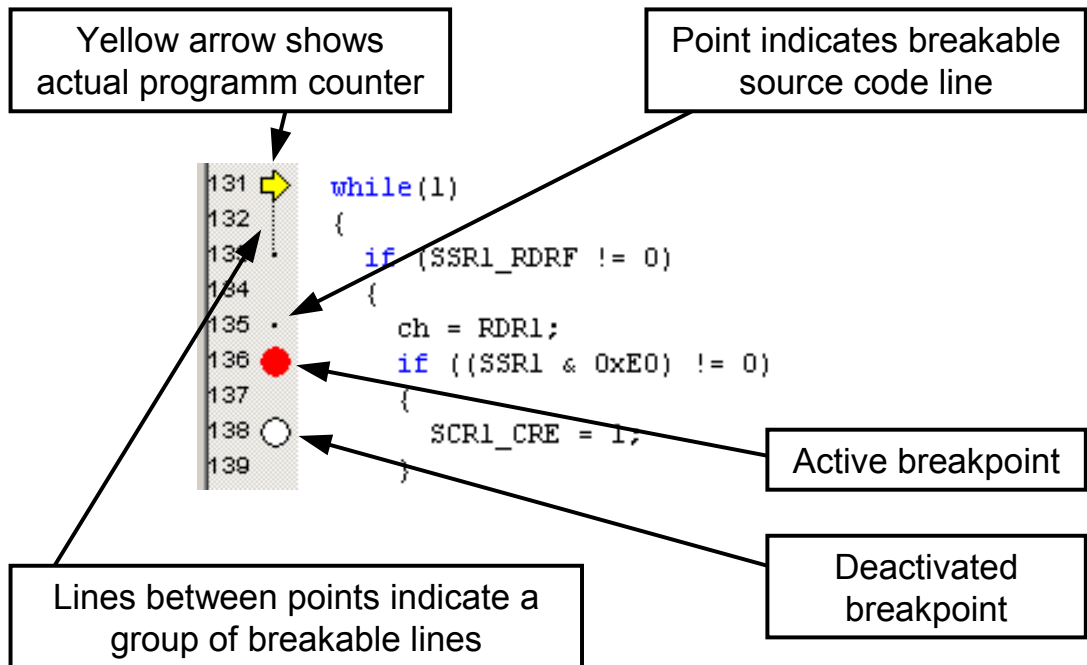 Yellow arrow shows
actual programm counter
Point indicates breakable
source code line
131 while(1)
132 {
133 if (SSR1_RDRF != 0)
134 {
135 ch = RDR1;
136 if ((SSR1 & 0xE0) != 0)
137 {
138 SCR1_CRE = 1;
139 }
Active breakpoint
Deactivated
breakpoint
Lines between points indicate a
group of breakable lines